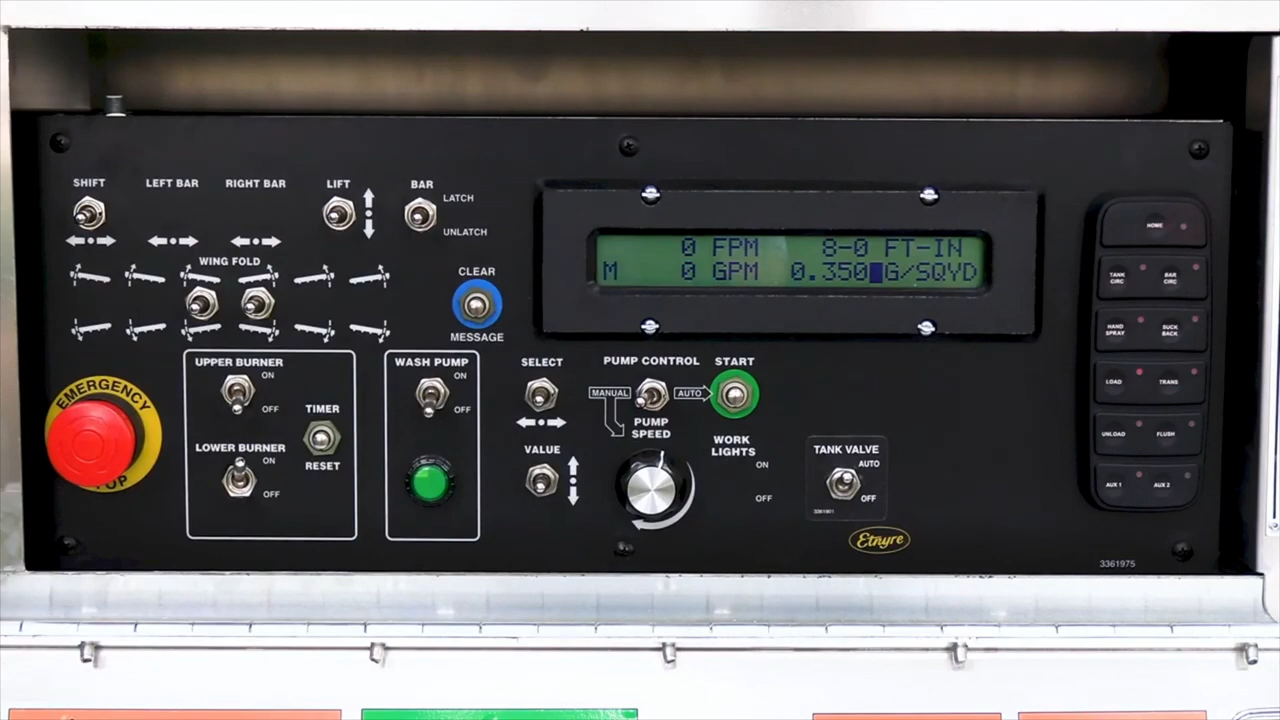 SHIFT
LEFT BAR
RIGHT BAR
LIFT
BAR
LATCH
UNLATCH
WING FOLD
CLEAR
MESSAGE
0 FPM 8-0 FT-IN
M 0 GPM 0.350 G/SQYD
HOME
TANK CIRC
BAR CIRC
HAND SPRAY
SUCK BACK
LOAD
TRANS
UNLOAD
FLUSH
AUX 1
AUX 2
EMERGENCY
UPPER BURNER
ON
OFF
TIMER
RESET
LOWER BURNER
ON
OFF
WASH PUMP
ON
OFF
SELECT
VALUE
PUMP CONTROL
MANUAL
AUTO
START
PUMP
SPEED
WORK
LIGHTS
ON
OFF
TANK VALVE
AUTO
OFF
3361901
Etnyre
3361975